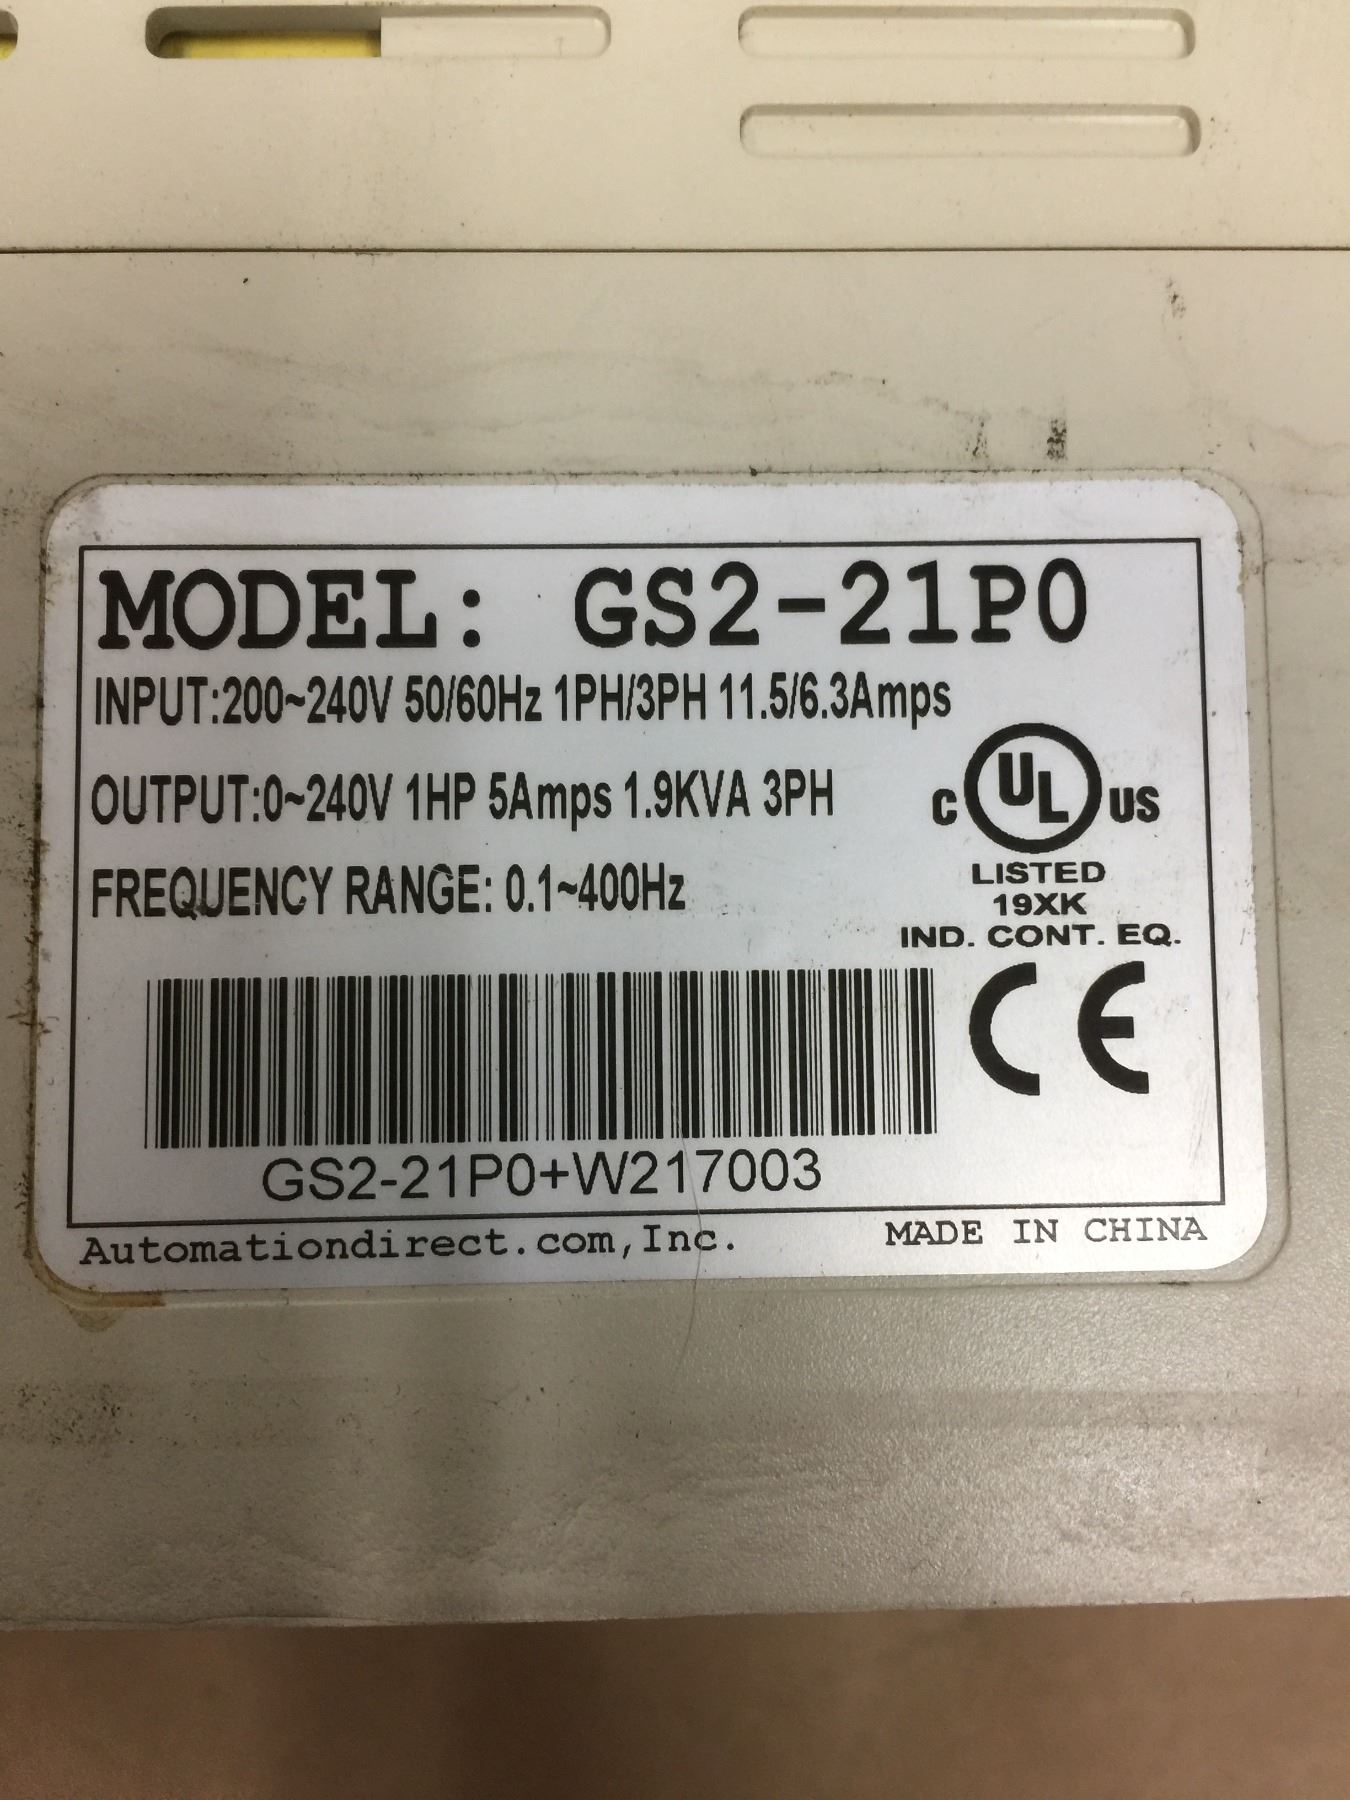 MODEL: GS2-21P0
INPUT:200~240V 50/60Hz 1PH/3PH 11.5/6.3Amps
OUTPUT:0~240V 1HP 5Amps 1.9KVA 3PH
FREQUENCY RANGE: 0.1~400Hz
C UL US
LISTED
19XK
IND. CONT. EQ.
CE
GS2-21P0+W217003
Automationdirect.com,Inc. MADE IN CHINA